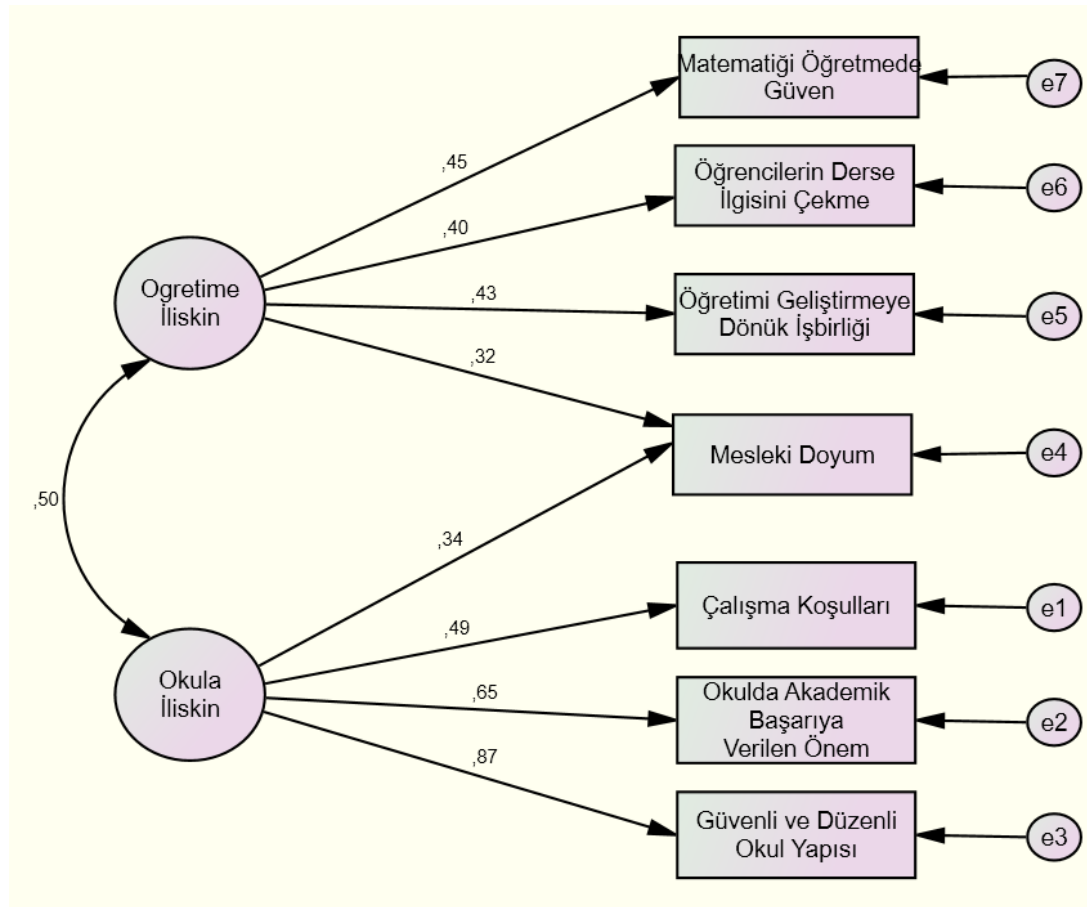 Matematiği Öğretmede
Güven
e7
,45
Öğrencilerin Derse
İlgisini Çekme
e6
,40
Ogretime
İliskin
,43
Öğretimi Geliştirmeye
Dönük İşbirliği
e5
,32
Mesleki Doyum
e4
,50
,34
Çalışma Koşulları
e1
,49
Okula
İliskin
,65
Okulda Akademik
Başarıya
Verilen Önem
e2
,87
Güvenli ve Düzenli
Okul Yapısı
e3